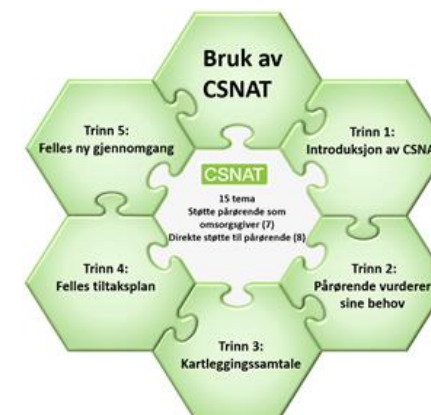 Bruk av
CSNAT
Trinn 1:
Introduksjon av CSNA
Trinn 2:
Pårørende vurderer
sine behov
Trinn 3:
Kartleggingssamtale
Trinn 4:
Felles tiltaksplan
Trinn 5:
Felles ny gjennomgang
CSNAT
15 tema
Støtte pårørende som
omsorgsgiver (7)
Direkte støtte til pårørende (8)